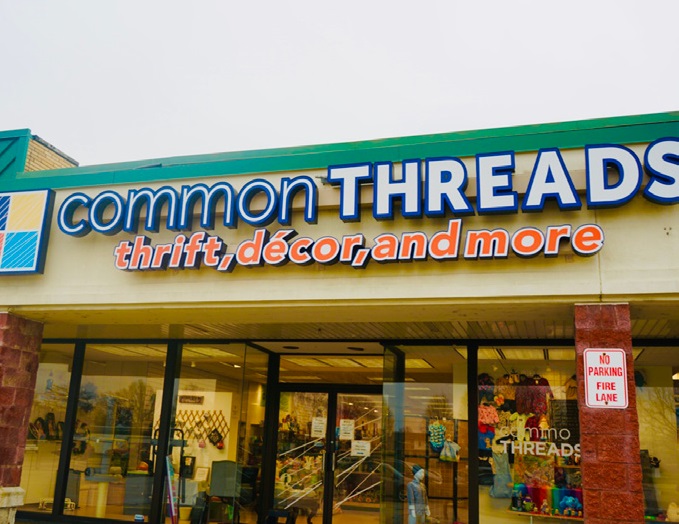 common THREADS
thrift, décor, and more
NO
PARKING
FIRE
LANE
THREADS